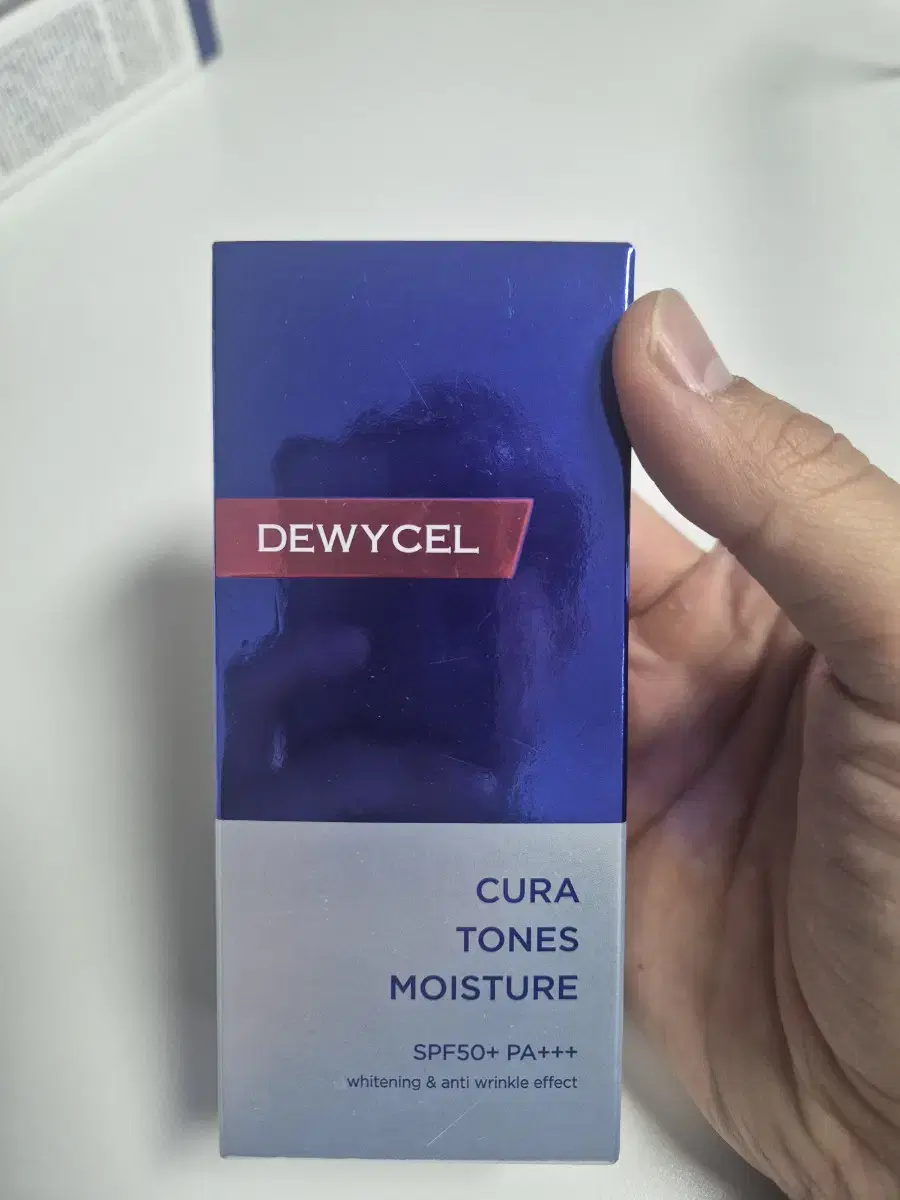 DEWYCEL
CURA
TONES
MOISTURE
SPF50+ PA+++
whitening & anti wrinkle effect